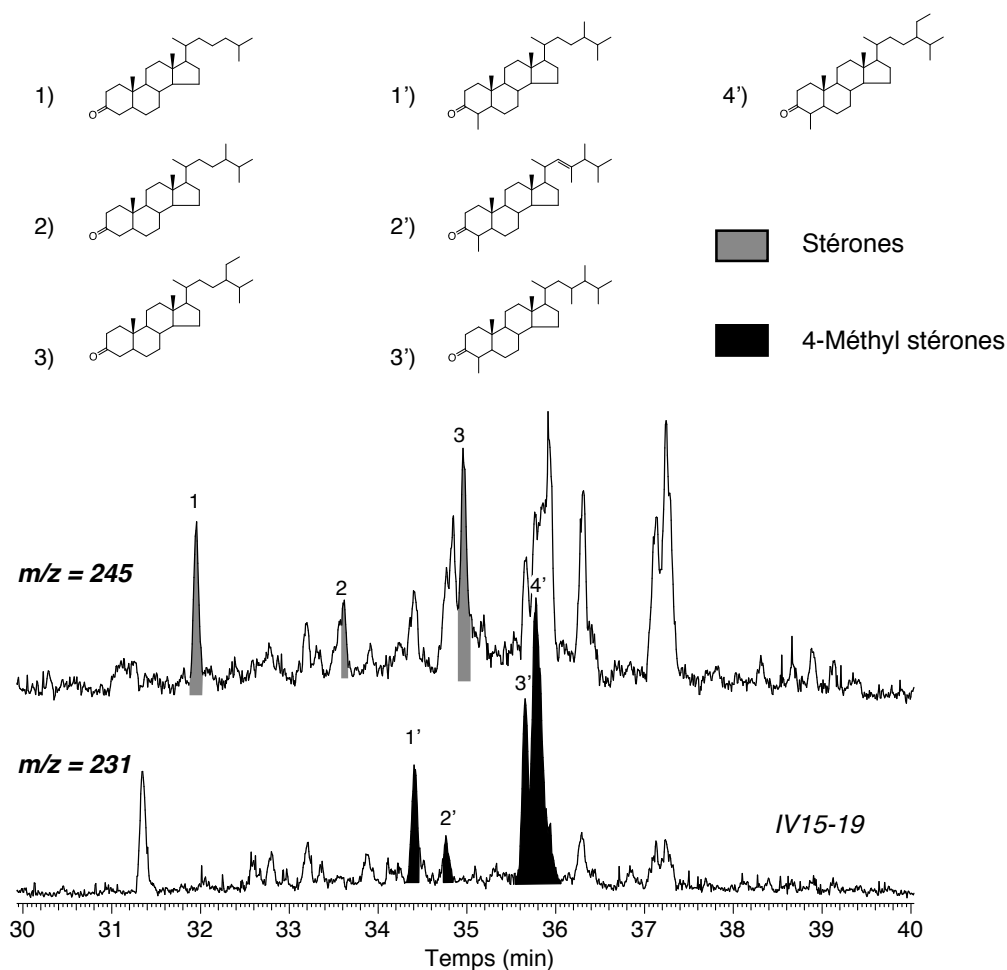 1)
1')
4')
2)
2')
Stérones
3)
3')
4-Méthyl stérones
O
O
O
O
O
O
O
3
1
m/z = 245
2
4'
3'
1'
m/z = 231
2'
IV15-19
30 31 32 33 34 35 36 37 38 39 40
Temps (min)